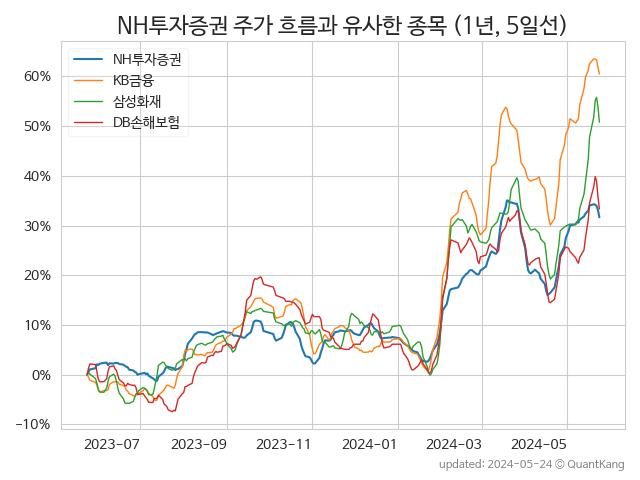 NH투자증권 주가 흐름과 유사한 종목 (1년, 5일선)
NH투자증권
KB금융
삼성화재
DB손해보험
60%
50%
40%
30%
20%
10%
0%
−10%
2023-07
2023-09
2023-11
2024-01
2024-03
2024-05
updated: 2024-05-24 © QuantKang